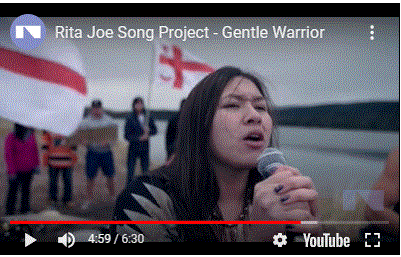 Rita Joe Song Project - Gentle Warrior
4:59 / 6:30
YouTube